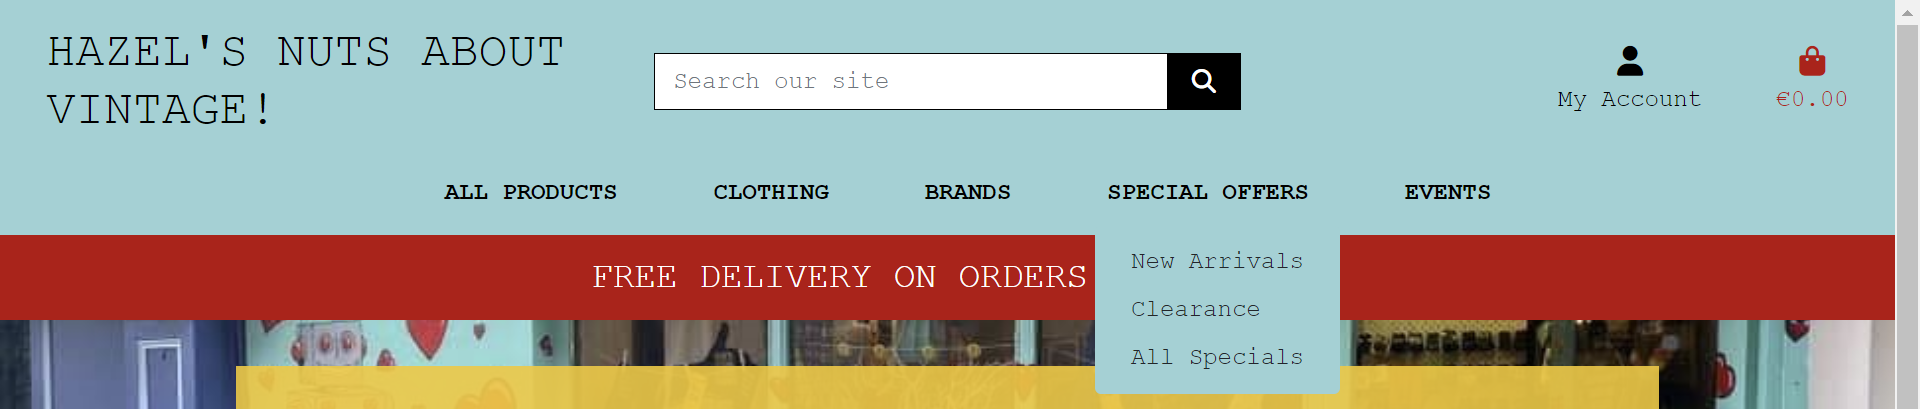 HAZEL'S NUTS ABOUT
VINTAGE!
Search our site
My Account
€0.00
ALL PRODUCTS
CLOTHING
BRANDS
SPECIAL OFFERS
EVENTS
FREE DELIVERY ON ORDERS
New Arrivals
Clearance
All Specials